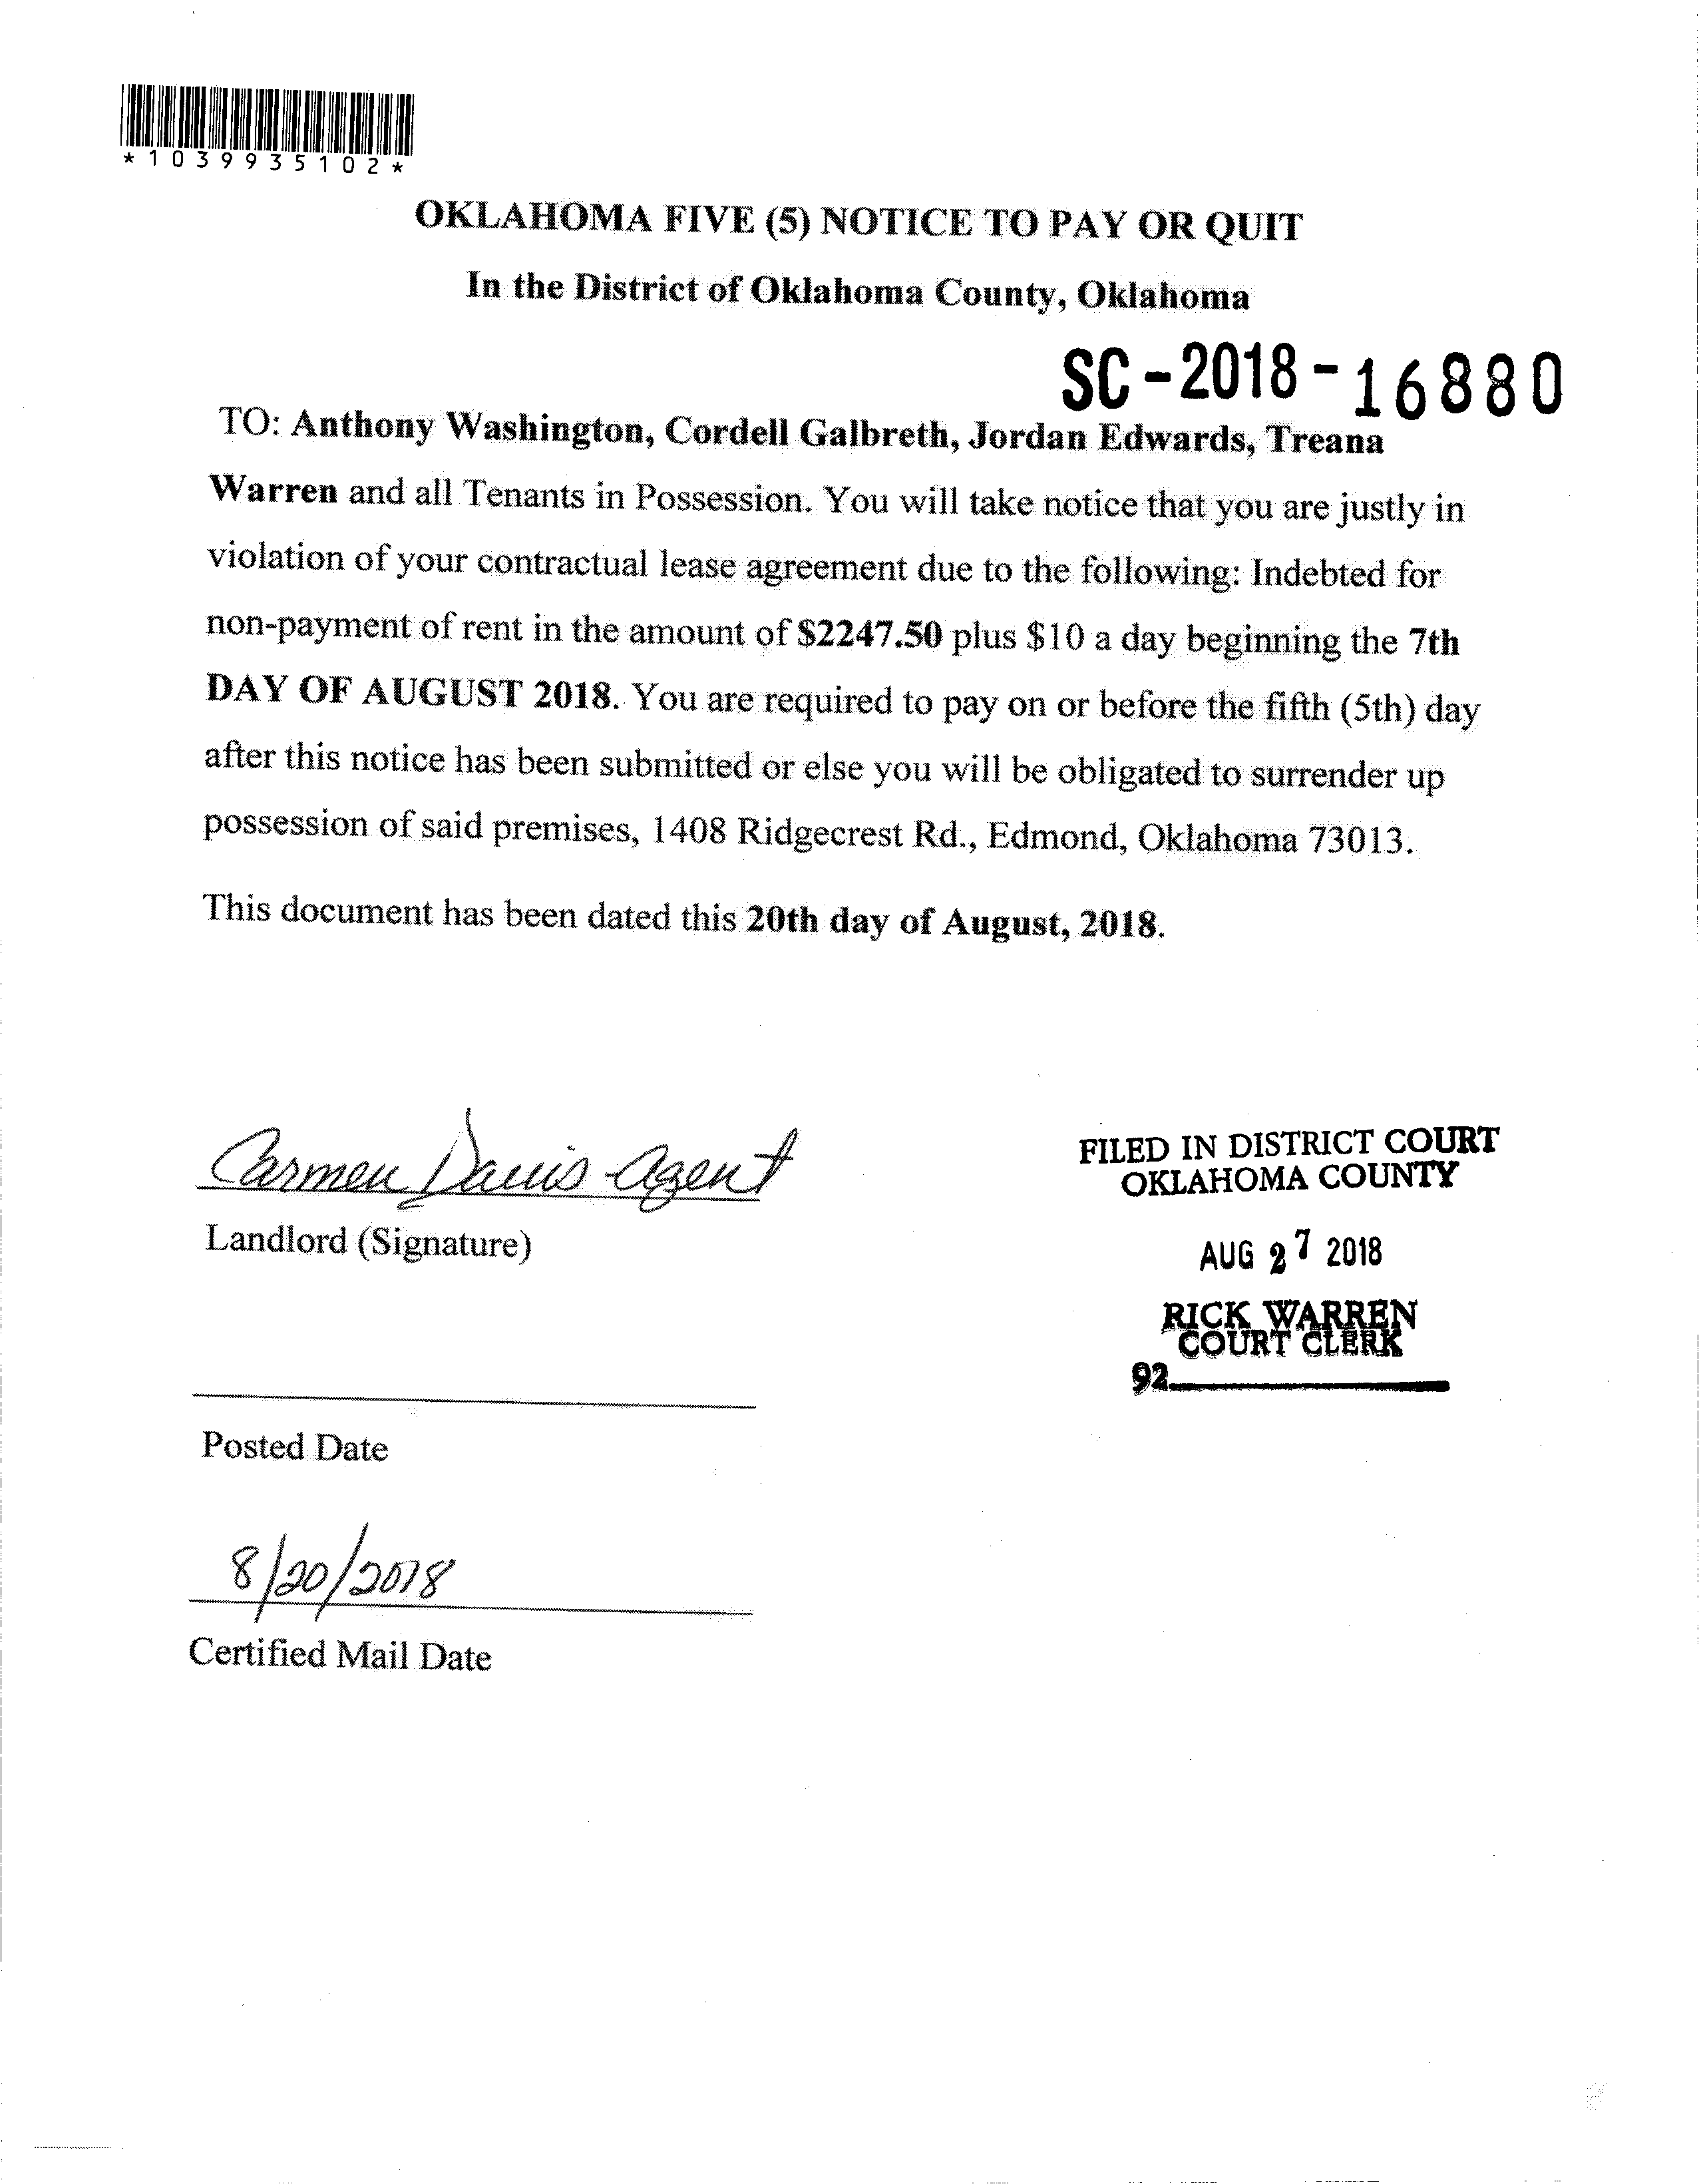 *1039935102*
OKLAHOMA FIVE (5) NOTICE TO PAY OR QUIT
In the District of Oklahoma County, Oklahoma
SC-2018-16880
TO: Anthony Washington, Cordell Galbreth, Jordan Edwards, Treana
Warren and all Tenants in Possession. You will take notice that you are justly in
violation of your contractual lease agreement due to the following: Indebted for
non-payment of rent in the amount of $2247.50 plus $10 a day beginning the 7th
DAY OF AUGUST 2018. You are required to pay on or before the fifth (5th) day
after this notice has been submitted or else you will be obligated to surrender up
possession of said premises, 1408 Ridgecrest Rd., Edmond, Oklahoma 73013.
This document has been dated this 20th day of August, 2018.
Carmen Davis-Agent
Landlord (Signature)
FILED IN DISTRICT COURT
OKLAHOMA COUNTY
AUG 27 2018
RICK WARREN
COURT CLERK
92
Posted Date
8/20/2018
Certified Mail Date